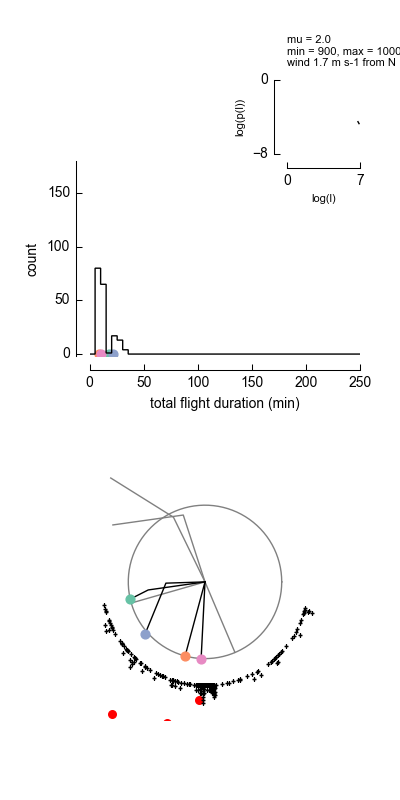 mu = 2.0
min = 900, max = 1000
wind 1.7 m s-1 from N
0
log(p(l))
−8
0
7
log(l)
150
100
50
0
count
0
50
100
150
200
250
total flight duration (min)